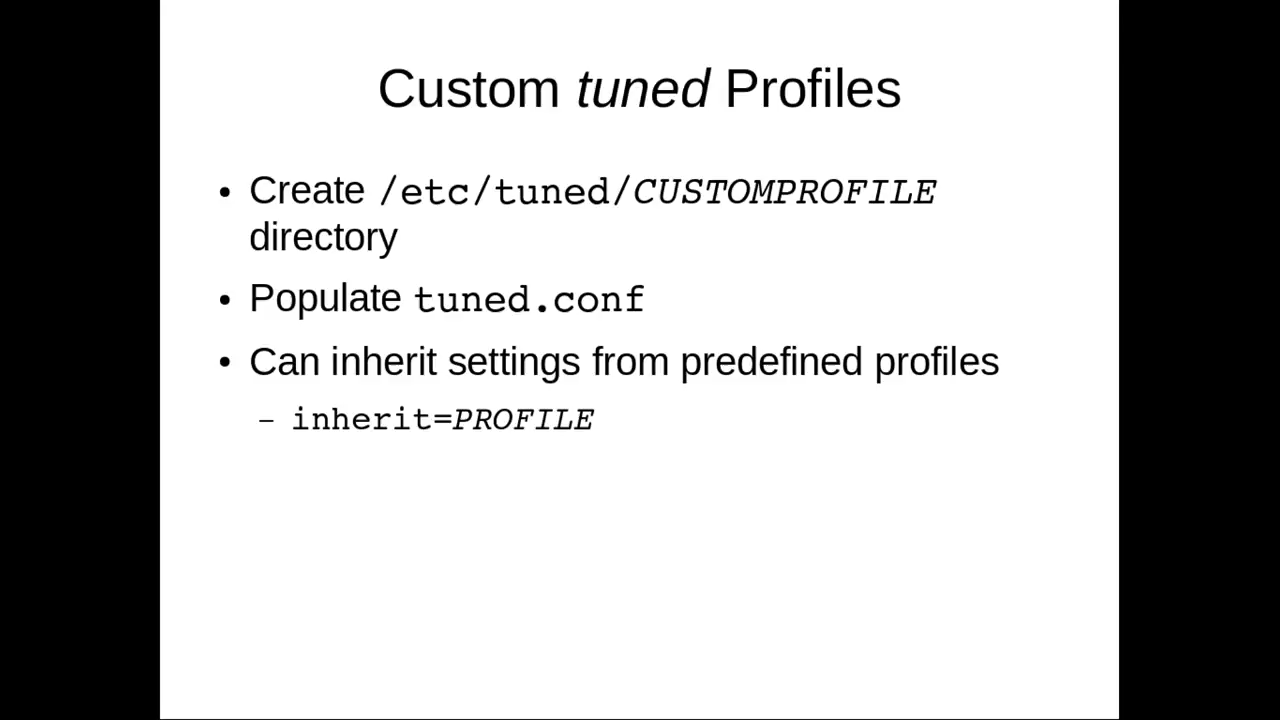 Custom tuned Profiles
• Create /etc/tuned/CUSTOMPROFILE
directory
• Populate tuned.conf
• Can inherit settings from predefined profiles
– inherit=PROFILE